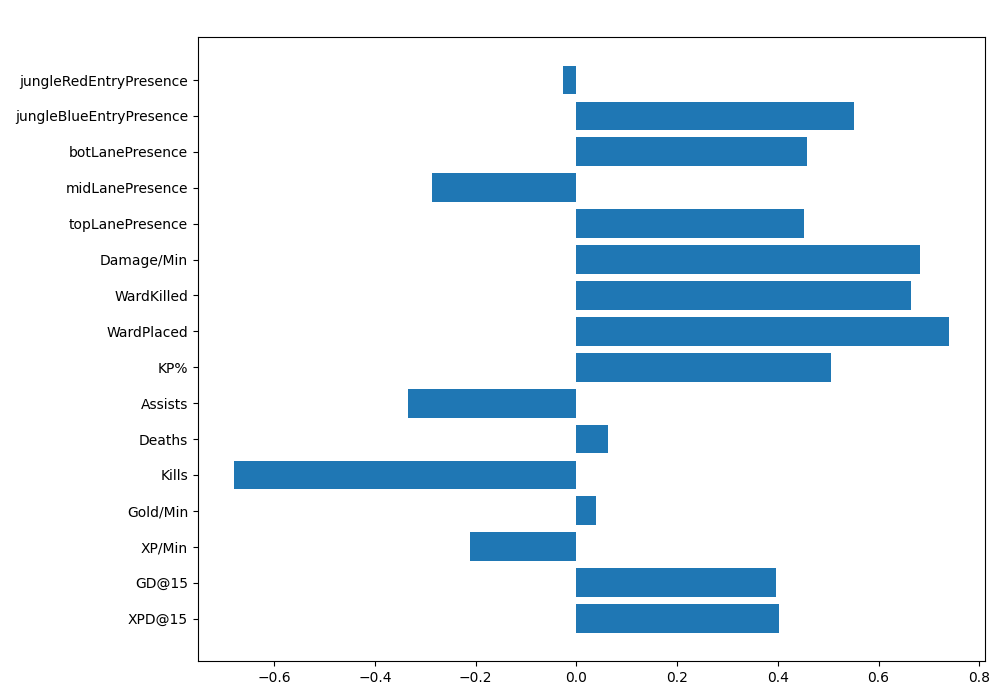 jungleRedEntryPresence
jungleBlueEntryPresence
botLanePresence
midLanePresence
topLanePresence
Damage/Min
WardKilled
WardPlaced
KP%
Assists
Deaths
Kills
Gold/Min
XP/Min
GD@15
XPD@15
−0.6 −0.4 −0.2 0.0 0.2 0.4 0.6 0.8